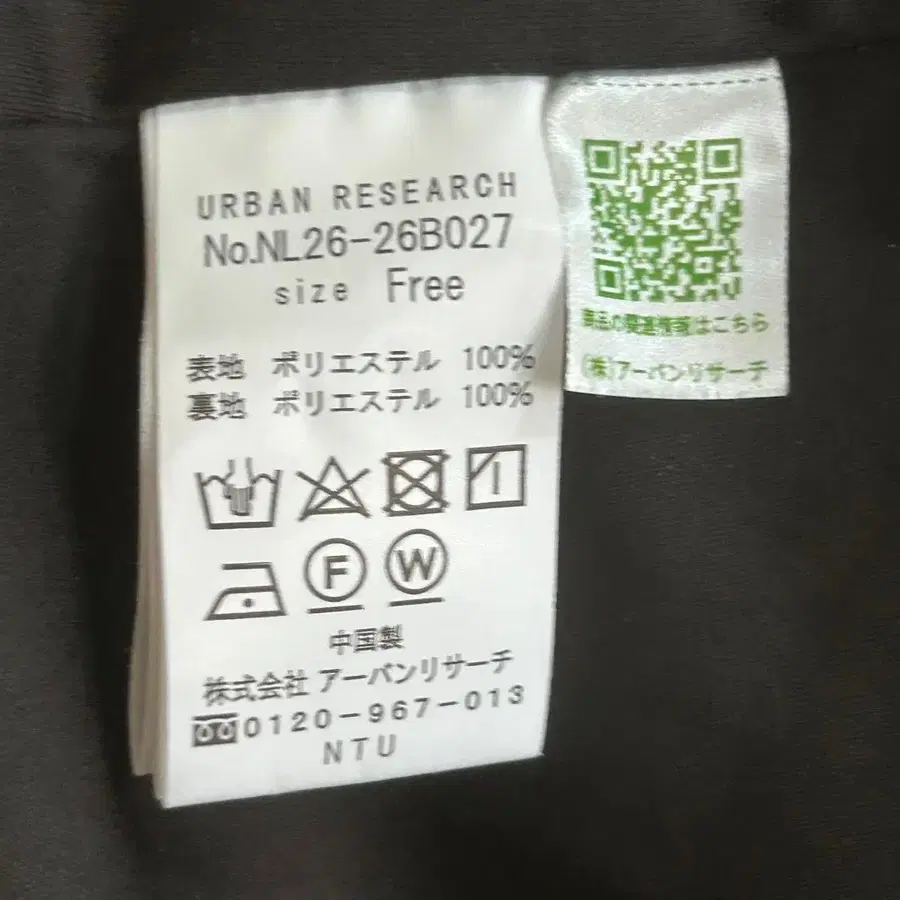 URBAN RESEARCH
No.NL26-26B027
size Free
表地 ポリエステル 100%
裏地 ポリエステル 100%
F W
中国製
株式会社 アーバンリサーチ
0120-967-013
NTU
商品の関連情報はこちら
(株)アーバンリサーチ